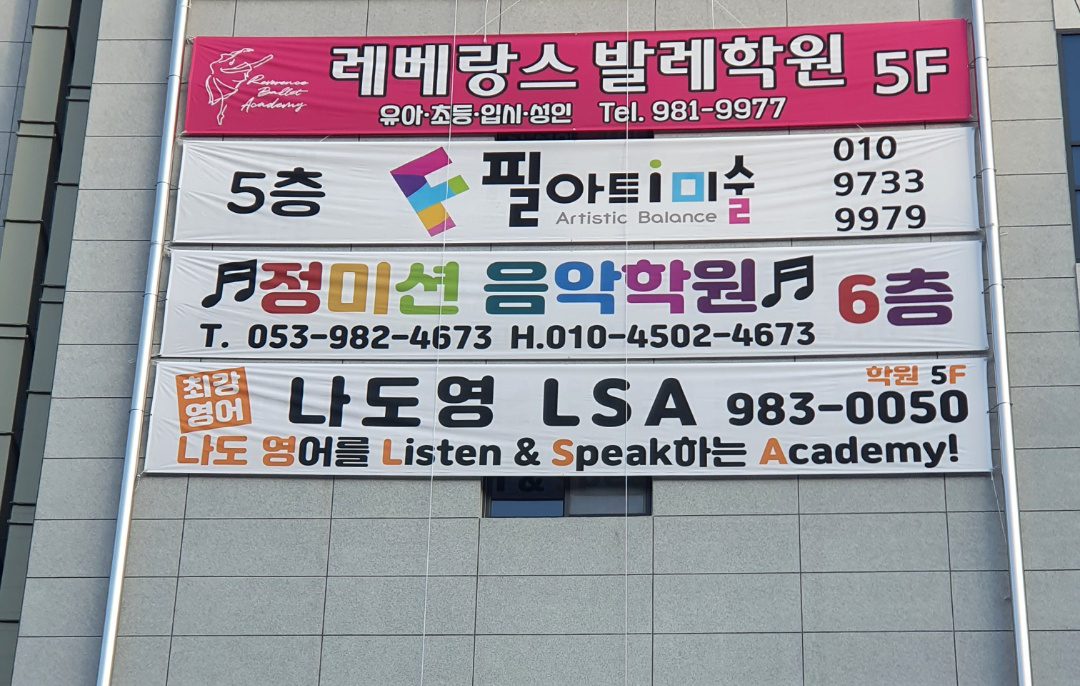 Reverence
Ballet
Academy
레베랑스 발레학원 5F
유아·초등·입시·성인 Tel. 981-9977
5층
필아트i미술
Artistic Balance
010
9733
9979
정미션 음악학원 6층
T. 053-982-4673 H.010-4502-4673
최강
영어
나도영 LSA 983-0050
학원 5F
나도 영어를 Listen & Speak하는 Academy!